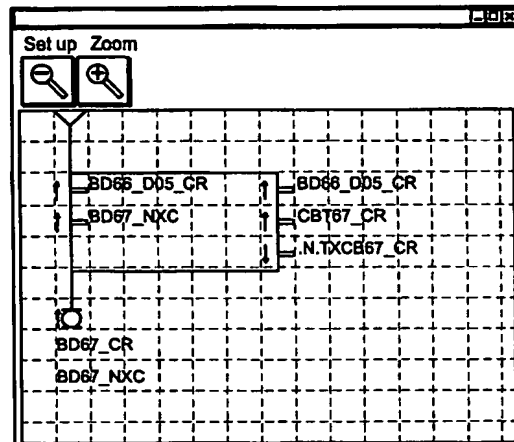 Set up Zoom
BD66_D05_CR BD66_D05_CR
BD67_NXC CBT67_CR
.N.TXCB67_CR
BD67_CR
BD67_NXC